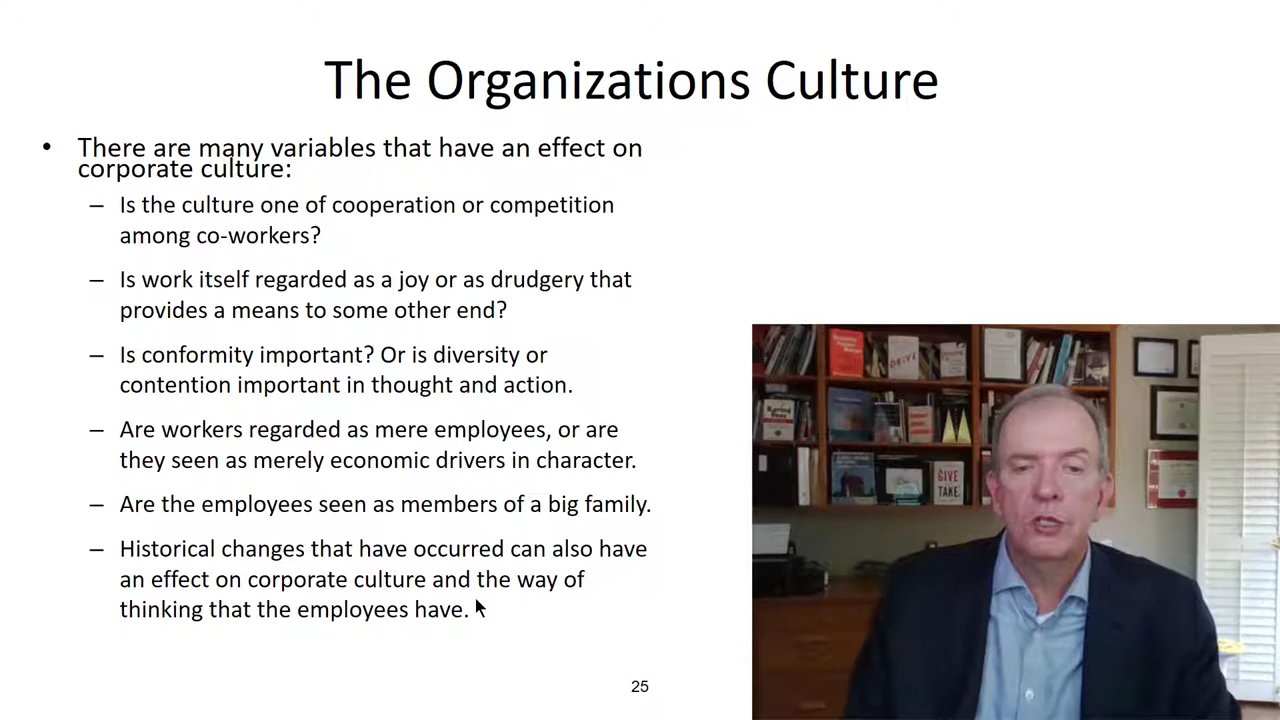 The Organizations Culture
• There are many variables that have an effect on
corporate culture:
– Is the culture one of cooperation or competition
among co-workers?
– Is work itself regarded as a joy or as drudgery that
provides a means to some other end?
– Is conformity important? Or is diversity or
contention important in thought and action.
– Are workers regarded as mere employees, or are
they seen as merely economic drivers in character.
– Are the employees seen as members of a big family.
– Historical changes that have occurred can also have
an effect on corporate culture and the way of
thinking that the employees have.
25
DRIVE
GIVE
TAKE